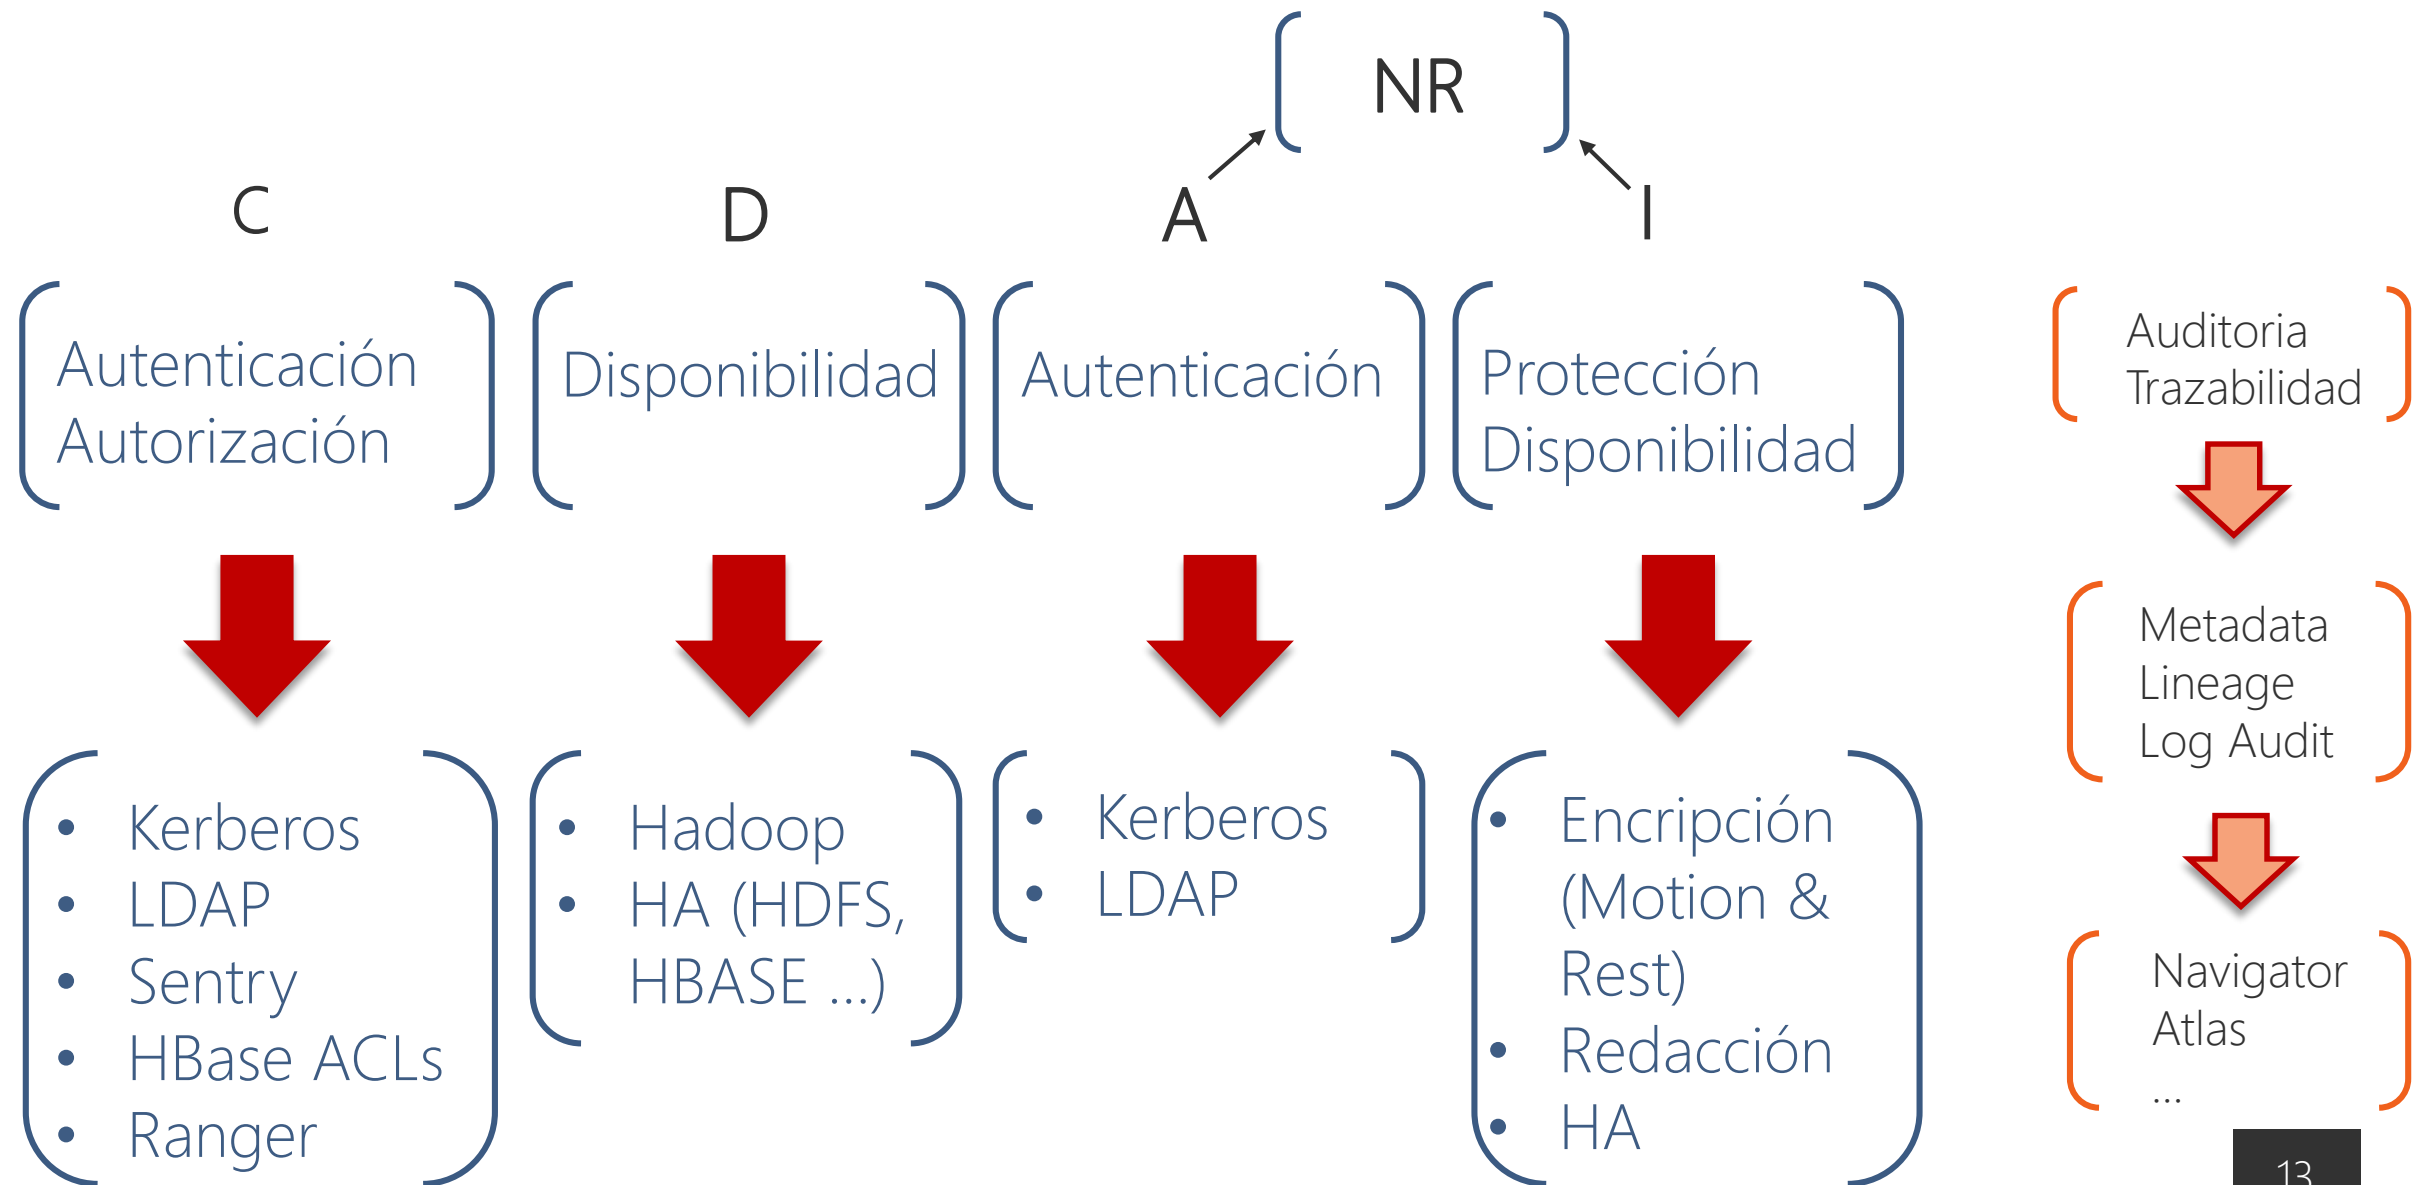 NR
C
D
A
I
Autenticación
Autorización
Disponibilidad
Autenticación
Protección
Disponibilidad
Auditoria
Trazabilidad
Metadata
Lineage
Log Audit
• Kerberos
• LDAP
• Sentry
• HBase ACLs
• Ranger
• Hadoop
• HA (HDFS,
HBASE ...)
• Kerberos
• LDAP
• Encripción
(Motion &
Rest)
• Redacción
• HA
Navigator
Atlas
...
13